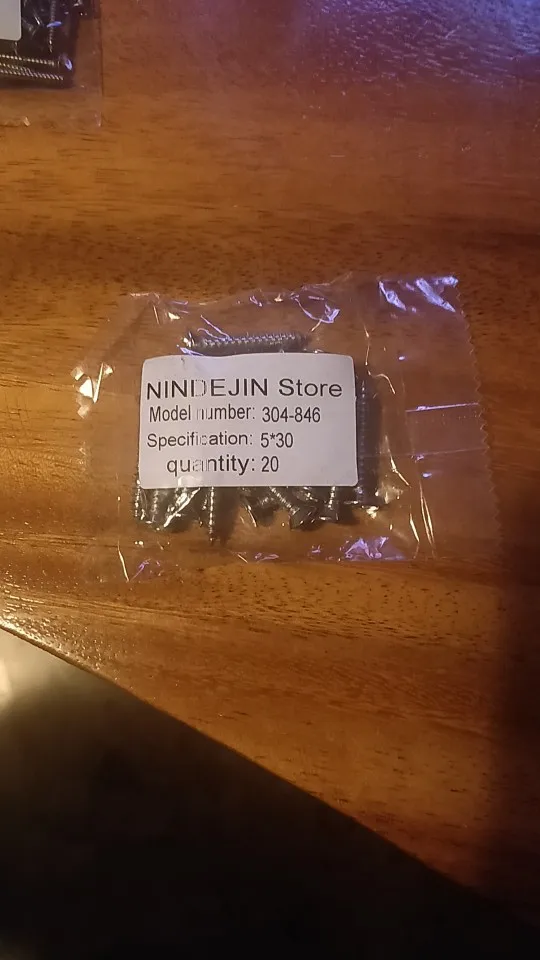 NINDEJIN Store
Model number: 304-846
Specification: 5*30
quantity: 20